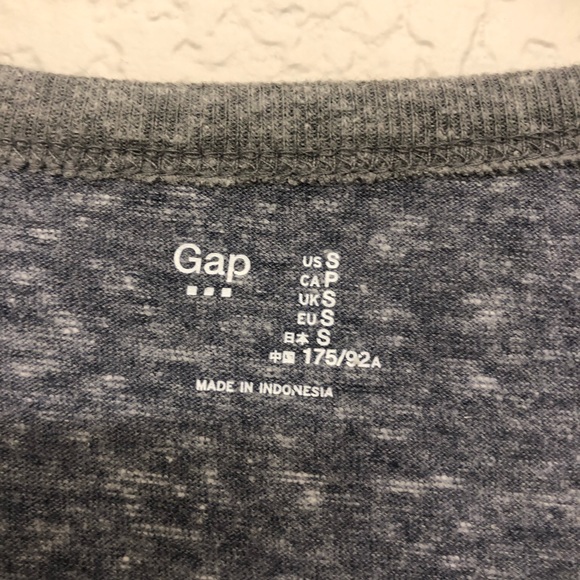 Gap
US S
CA P
UK S
EU S
日本 S
中国 175/92A
MADE IN INDONESIA